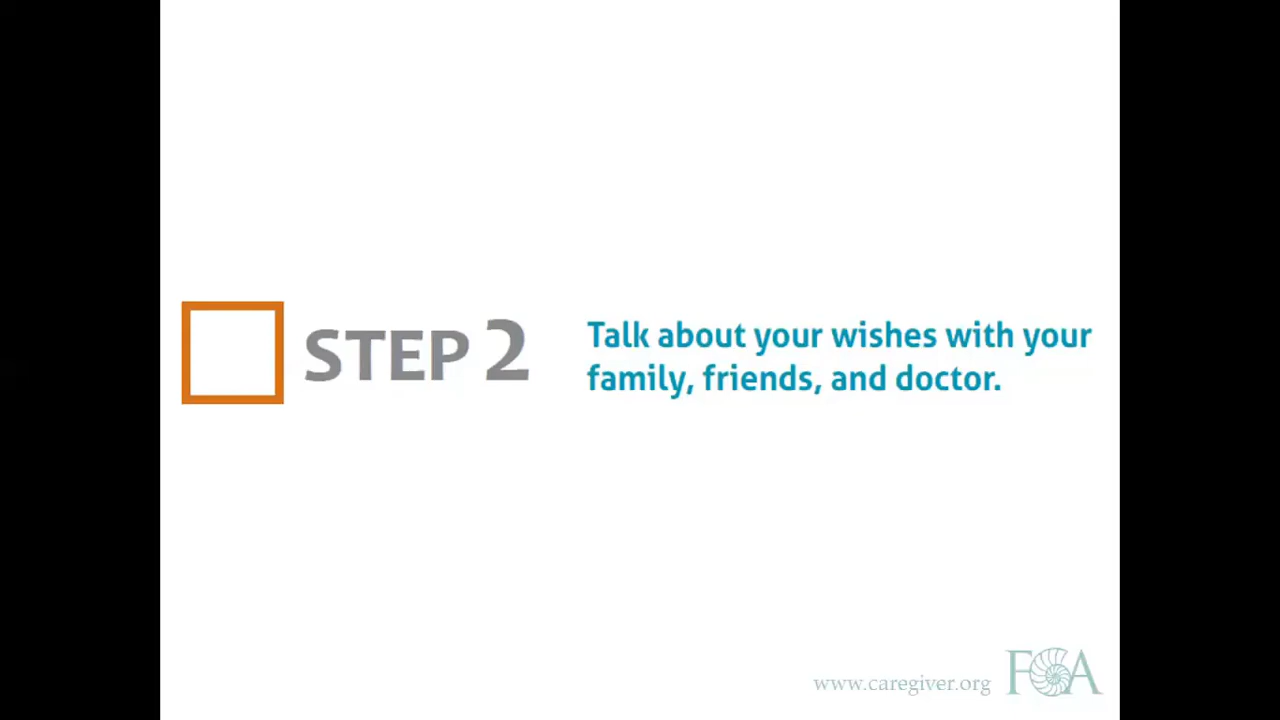 STEP 2
Talk about your wishes with your
family, friends, and doctor.
www.caregiver.org
FCA